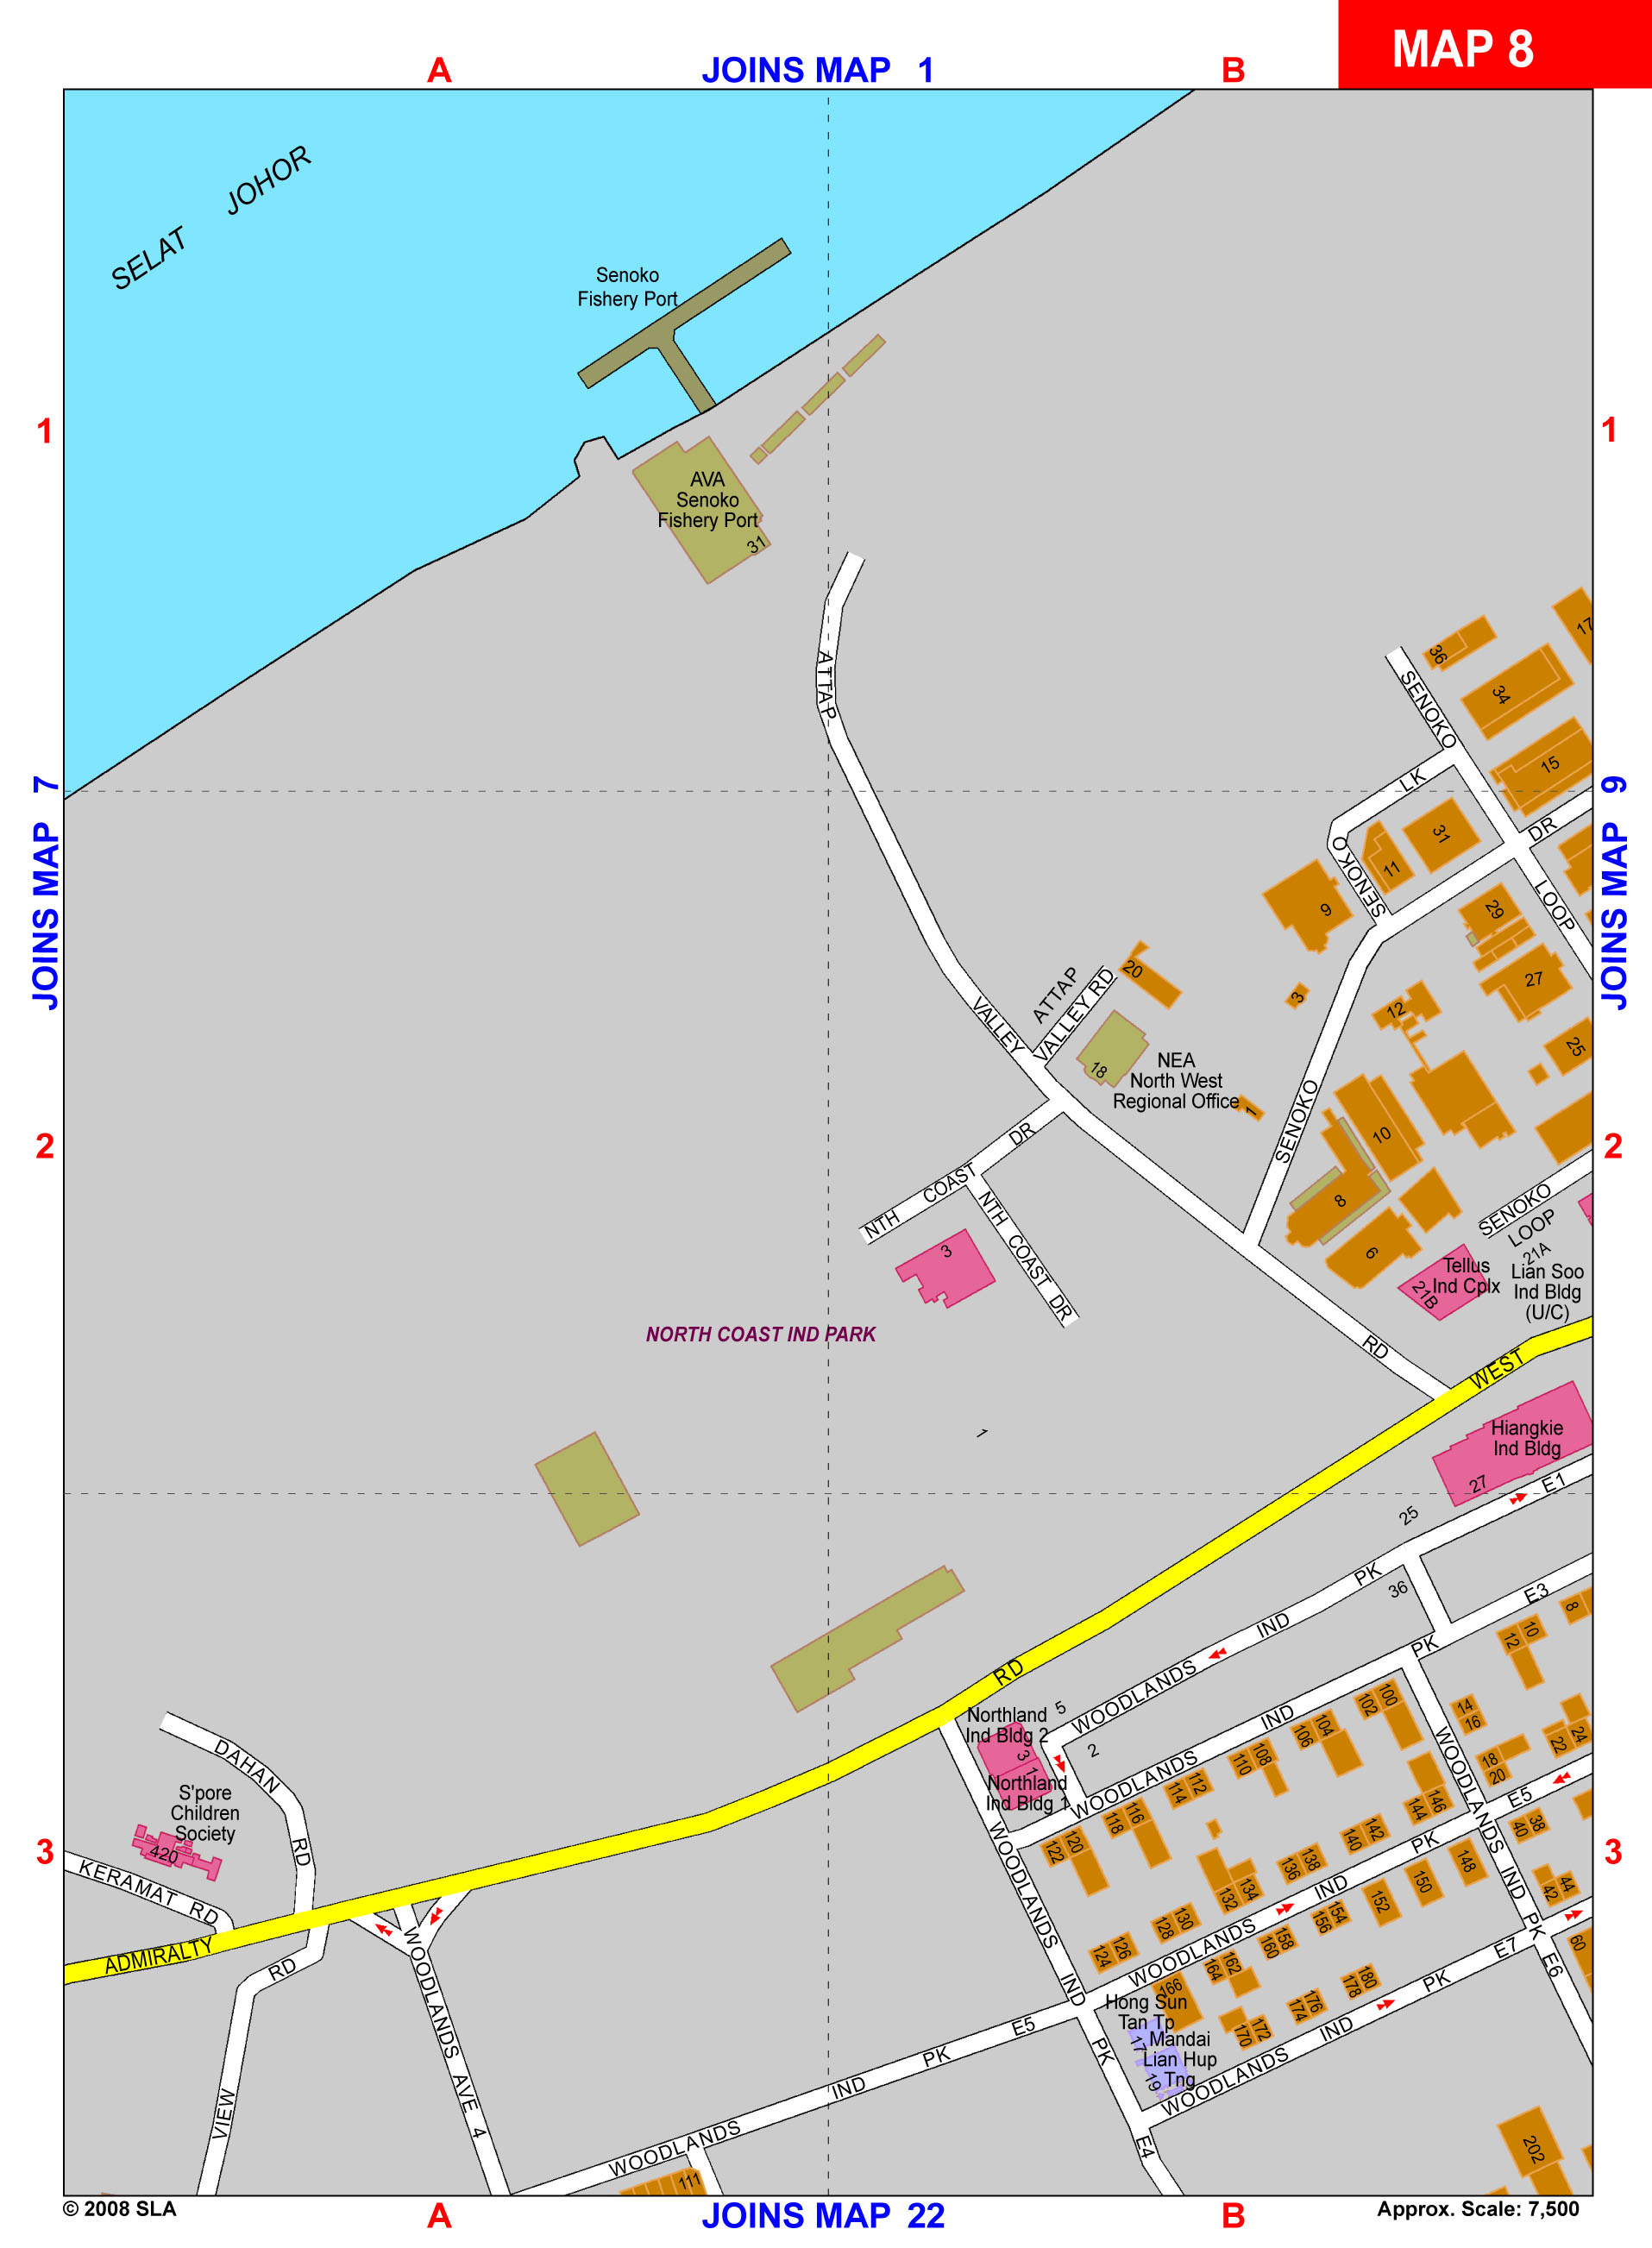 MAP 8
A
JOINS MAP 1
B
SELAT JOHOR
Senoko
Fishery Port
1
1
AVA
Senoko
Fishery Port
31
ATTAP
17
36
34
SENOKO
15
LK
JOINS MAP 7
JOINS MAP 9
DR
31
11
SENOKO
9
29
LOOP
27
20
ATTAP
VALLEY RD
3
12
VALLEY
25
18
NEA
North West
Regional Office
1
SENOKO
10
2
2
DR
COAST
NTH
NTH COAST DR
8
SENOKO
LOOP
21A
6
3
Tellus
Ind Cplx
21B
Lian Soo
Ind Bldg
(U/C)
NORTH COAST IND PARK
RD
WEST
1
Hiangkie
Ind Bldg
27
E1
25
PK
36
E3
8
IND
10
12
PK
RD
WOODLANDS
5
Northland
Ind Bldg 2
3
2
1
Northland
Ind Bldg 1
IND
WOODLANDS
100
102
104
106
108
110
112
114
116
118
120
122
14
16
18
20
22
24
WOODLANDS IND PK E6
E5
DAHAN
RD
S'pore
Children
Society
420
3
3
KERAMAT RD
146
144
142
140
138
136
134
132
130
128
126
124
PK
IND
WOODLANDS
40
38
148
150
152
154
156
158
160
162
164
166
42
44
60
WOODLANDS IND PK E4
ADMIRALTY
RD
VIEW
WOODLANDS AVE 4
E7
PK
IND
WOODLANDS
180
178
176
174
172
170
Hong Sun
Tan Tp
17
Mandai
Lian Hup
Tng
19
E5
PK
IND
WOODLANDS
111
202
© 2008 SLA
A
JOINS MAP 22
B
Approx. Scale: 7,500